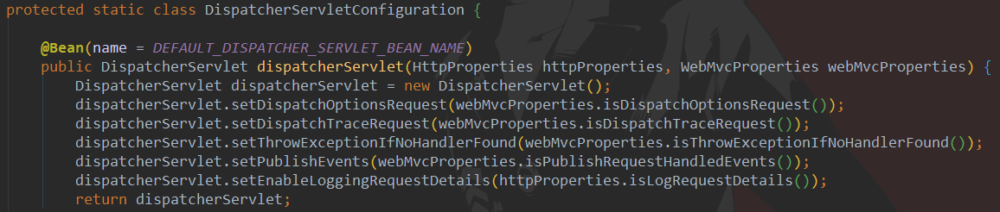 protected static class DispatcherServletConfiguration {
@Bean(name = DEFAULT_DISPATCHER_SERVLET_BEAN_NAME)
public DispatcherServlet dispatcherServlet(HttpProperties httpProperties, WebMvcProperties webMvcProperties) {
DispatcherServlet dispatcherServlet = new DispatcherServlet();
dispatcherServlet.setDispatchOptionsRequest(webMvcProperties.isDispatchOptionsRequest());
dispatcherServlet.setDispatchTraceRequest(webMvcProperties.isDispatchTraceRequest());
dispatcherServlet.setThrowExceptionIfNoHandlerFound(webMvcProperties.isThrowExceptionIfNoHandlerFound());
dispatcherServlet.setPublishEvents(webMvcProperties.isPublishRequestHandledEvents());
dispatcherServlet.setEnableLoggingRequestDetails(httpProperties.isLogRequestDetails());
return dispatcherServlet;